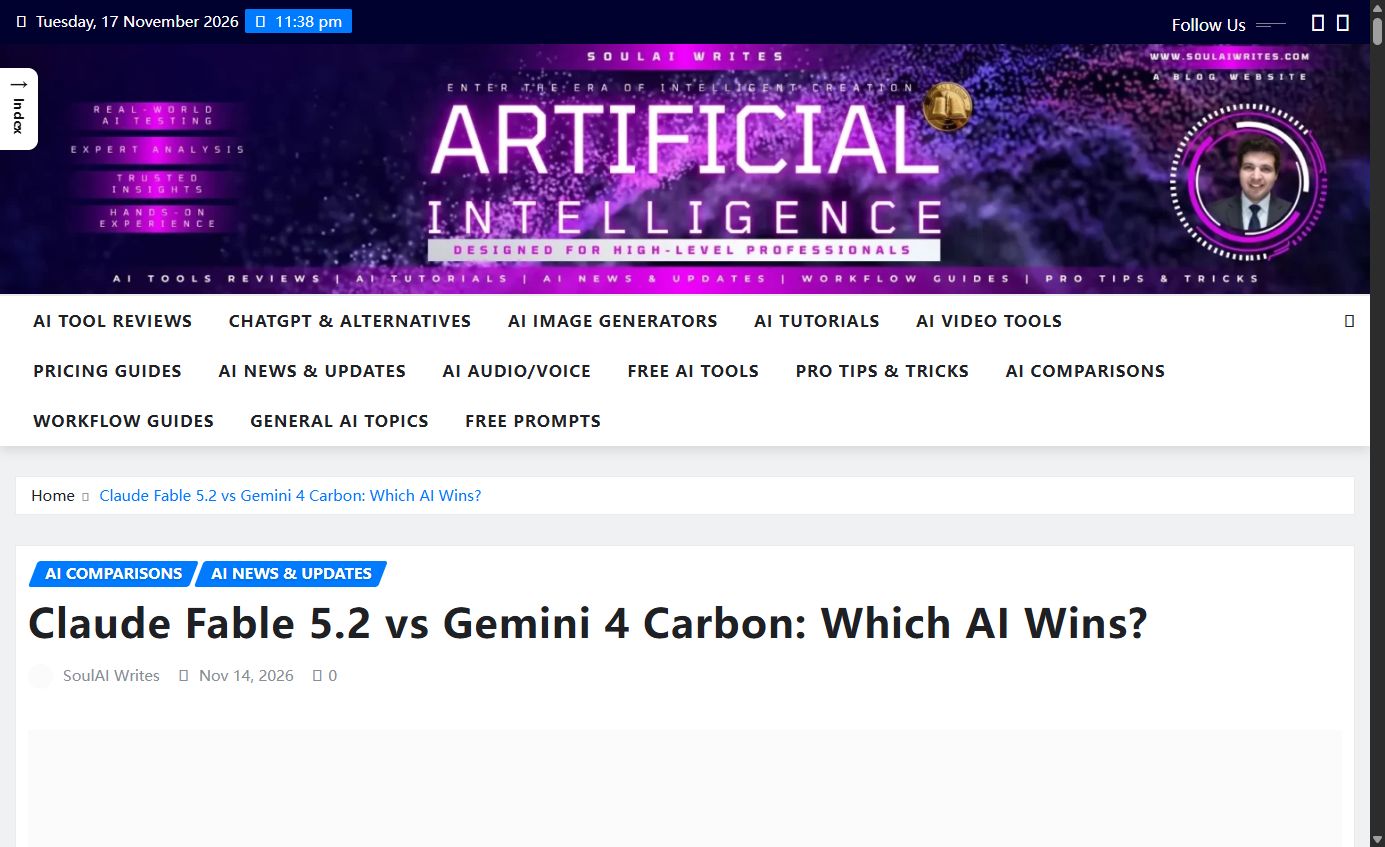 Tuesday, 17 November 2026 11:38 pm
Follow Us
Index
SOULAI WRITES
WWW.SOULAIWRITES.COM
A BLOG WEBSITE
ENTER THE ERA OF INTELLIGENT CREATION
ARTIFICIAL
INTELLIGENCE
DESIGNED FOR HIGH-LEVEL PROFESSIONALS
REAL-WORLD
AI TESTING
EXPERT ANALYSIS
TRUSTED
INSIGHTS
HANDS-ON
EXPERIENCE
AI TOOLS REVIEWS | AI TUTORIALS | AI NEWS & UPDATES | WORKFLOW GUIDES | PRO TIPS & TRICKS
AI TOOL REVIEWS CHATGPT & ALTERNATIVES AI IMAGE GENERATORS AI TUTORIALS AI VIDEO TOOLS
PRICING GUIDES AI NEWS & UPDATES AI AUDIO/VOICE FREE AI TOOLS PRO TIPS & TRICKS AI COMPARISONS
WORKFLOW GUIDES GENERAL AI TOPICS FREE PROMPTS
Home Claude Fable 5.2 vs Gemini 4 Carbon: Which AI Wins?
AI COMPARISONS AI NEWS & UPDATES
Claude Fable 5.2 vs Gemini 4 Carbon: Which AI Wins?
SoulAI Writes Nov 14, 2026 0